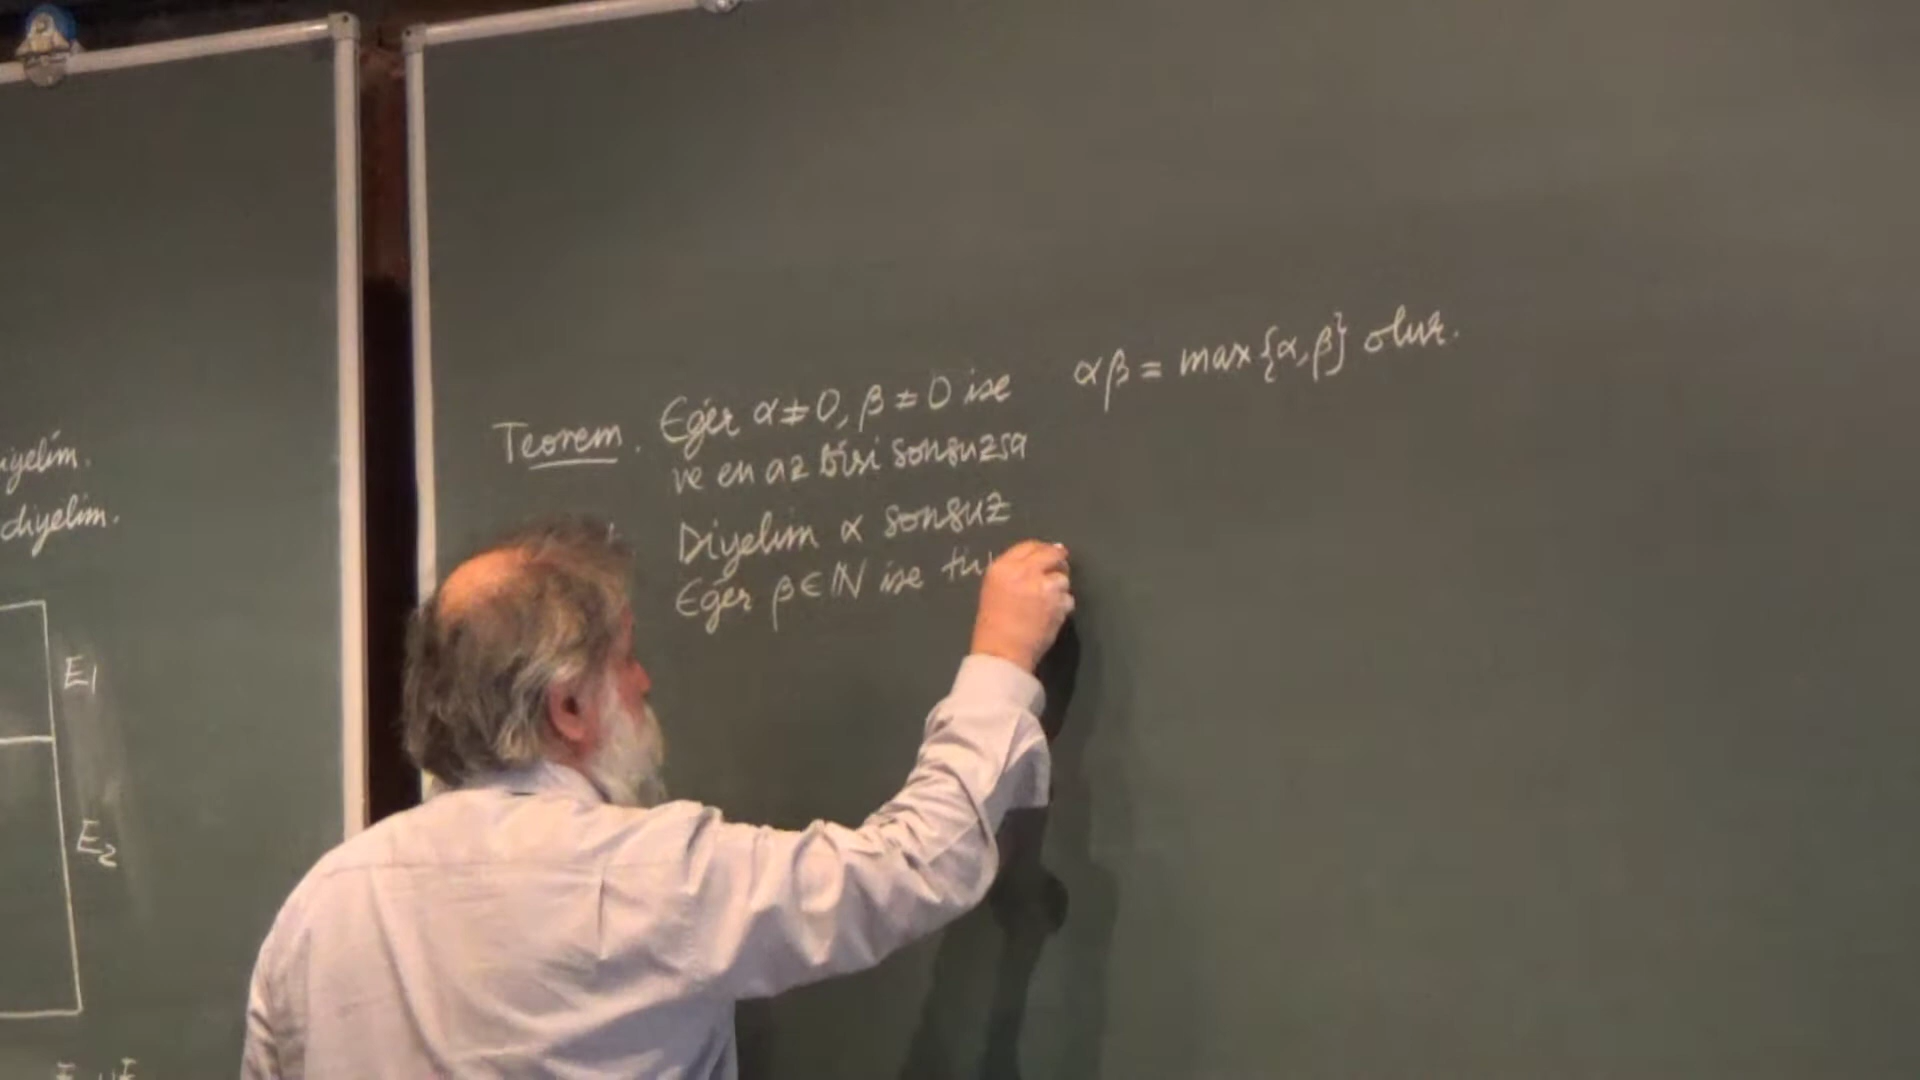 diyelim.
E1
E2
Teorem. Eğer α≠0, β≠0 ise αβ = max{α,β} olur.
ve en az biri sonsuzsa
Diyelim α sonsuz
Eğer β∈ℕ ise